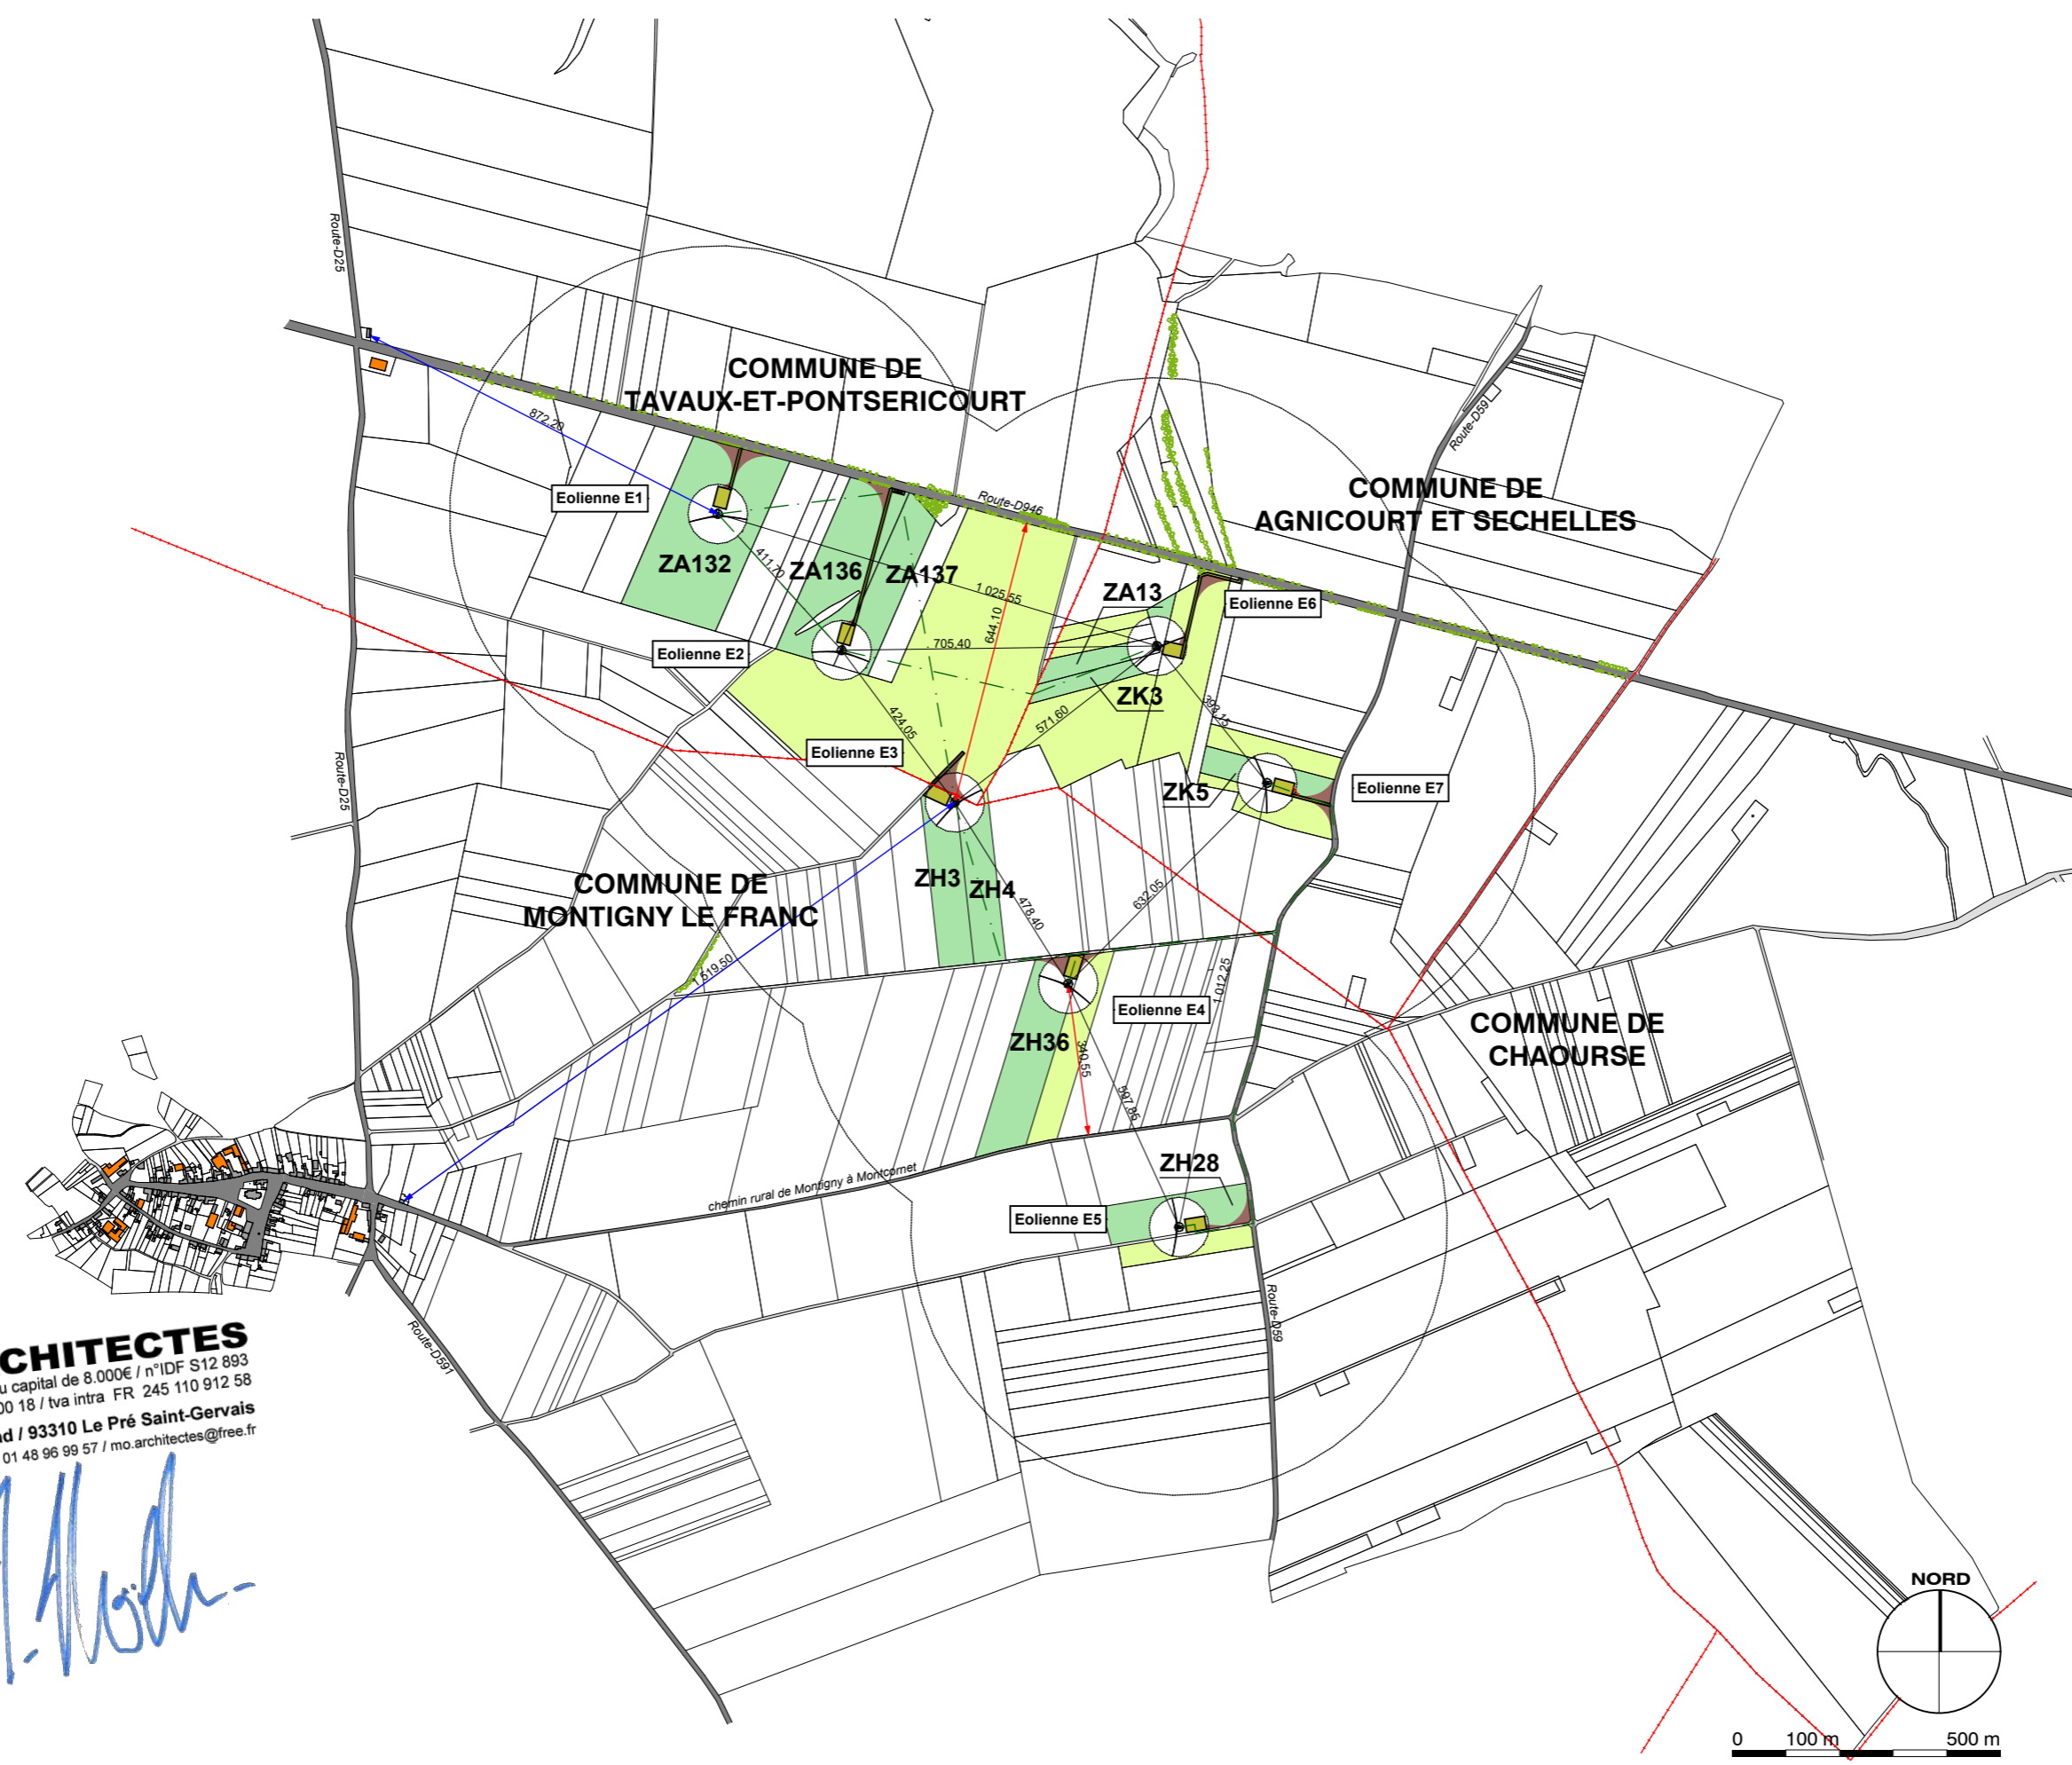 Route-D25
COMMUNE DE
TAVAUX-ET-PONTSERICOURT
872,20
Eolienne E1
Route-D946
COMMUNE DE
AGNICOURT ET SECHELLES
Route-D59
ZA132
411,70
ZA136
ZA137
1 025,55
644,10
ZA13
Eolienne E6
Eolienne E2
705,40
ZK3
393,15
424,05
571,60
Eolienne E3
Route-D25
ZK5
Eolienne E7
COMMUNE DE
MONTIGNY LE FRANC
ZH3
ZH4
478,40
632,05
1 519,50
1 012,25
Eolienne E4
ZH36
340,55
COMMUNE DE
CHAOURSE
507,85
chemin rural de Montigny à Montcornet
ZH28
Eolienne E5
Route-D59
Route-D591
CHITECTES
u capital de 8.000€ / n°IDF S12 893
00 18 / tva intra FR 245 110 912 58
d / 93310 Le Pré Saint-Gervais
01 48 96 99 57 / mo.architectes@free.fr
NORD
0 100 m 500 m